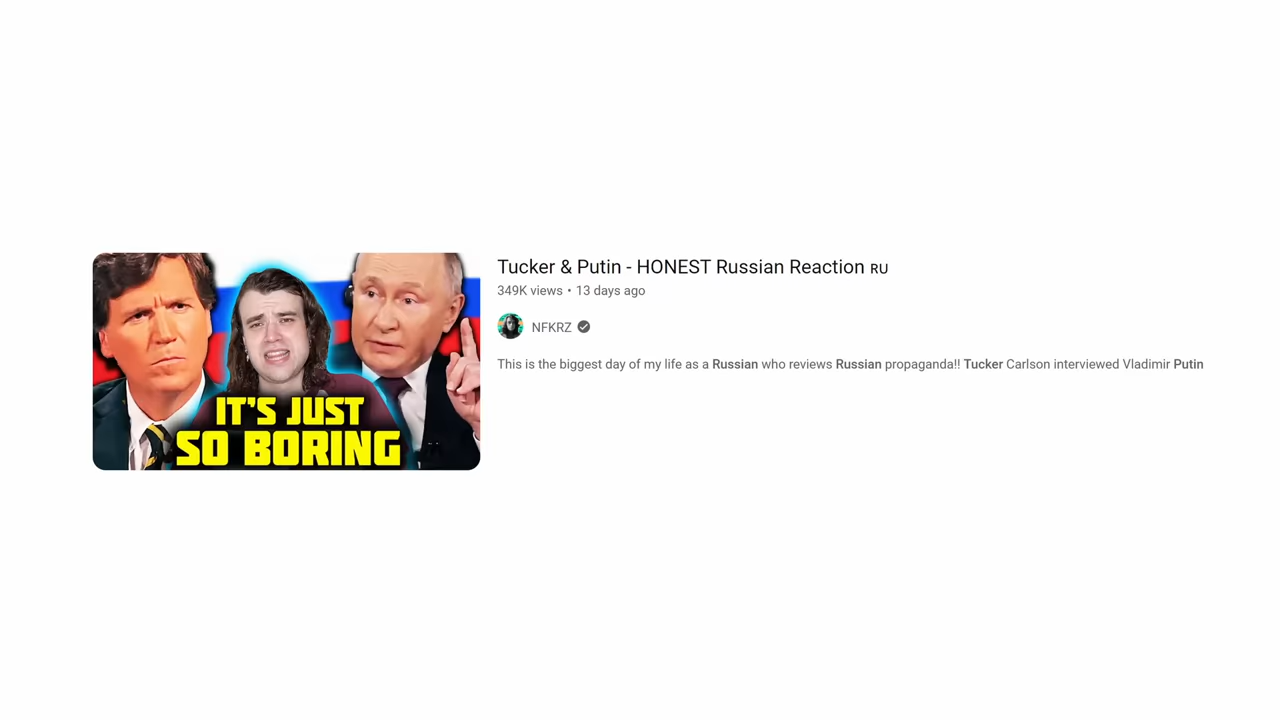 IT'S JUST
SO BORING
Tucker & Putin - HONEST Russian Reaction RU
349K views • 13 days ago
NFKRZ
This is the biggest day of my life as a Russian who reviews Russian propaganda!! Tucker Carlson interviewed Vladimir Putin